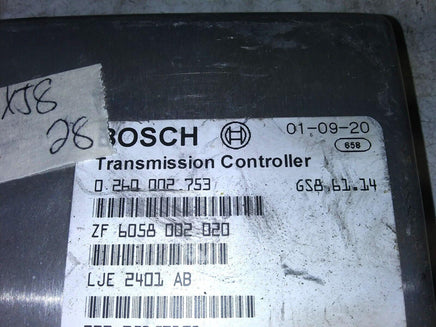 XJ8
28
BOSCH
01-09-20
658
Transmission Controller
0 260 002 753
GS8.61.14
ZF 6058 002 020
LJE 2401 AB